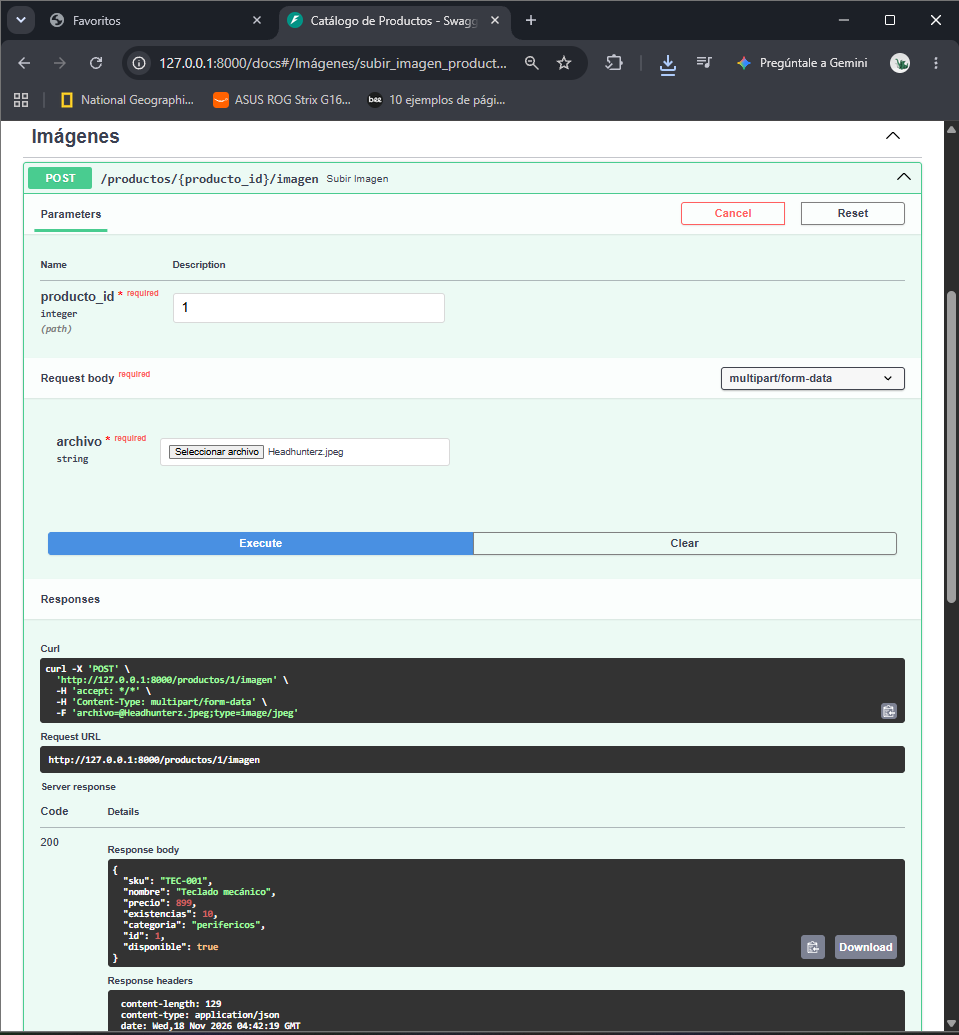 Favoritos
Catálogo de Productos - Swagg
127.0.0.1:8000/docs#/Imágenes/subir_imagen_product...
Pregúntale a Gemini
National Geographi...
ASUS ROG Strix G16...
bee
10 ejemplos de pági...
Imágenes
POST /productos/{producto_id}/imagen Subir Imagen
Parameters
Cancel
Reset
Name Description
producto_id * required
integer
(path)
1
Request body required
multipart/form-data
archivo * required
string
Seleccionar archivo Headhunterz.jpeg
Execute
Clear
Responses
Curl
curl -X 'POST' \
'http://127.0.0.1:8000/productos/1/imagen' \
-H 'accept: */*' \
-H 'Content-Type: multipart/form-data' \
-F 'archivo=@Headhunterz.jpeg;type=image/jpeg'
Request URL
http://127.0.0.1:8000/productos/1/imagen
Server response
Code Details
200
Response body
{
"sku": "TEC-001",
"nombre": "Teclado mecánico",
"precio": 899,
"existencias": 10,
"categoria": "perifericos",
"id": 1,
"disponible": true
}
Download
Response headers
content-length: 129
content-type: application/json
date: Wed,18 Nov 2026 04:42:19 GMT